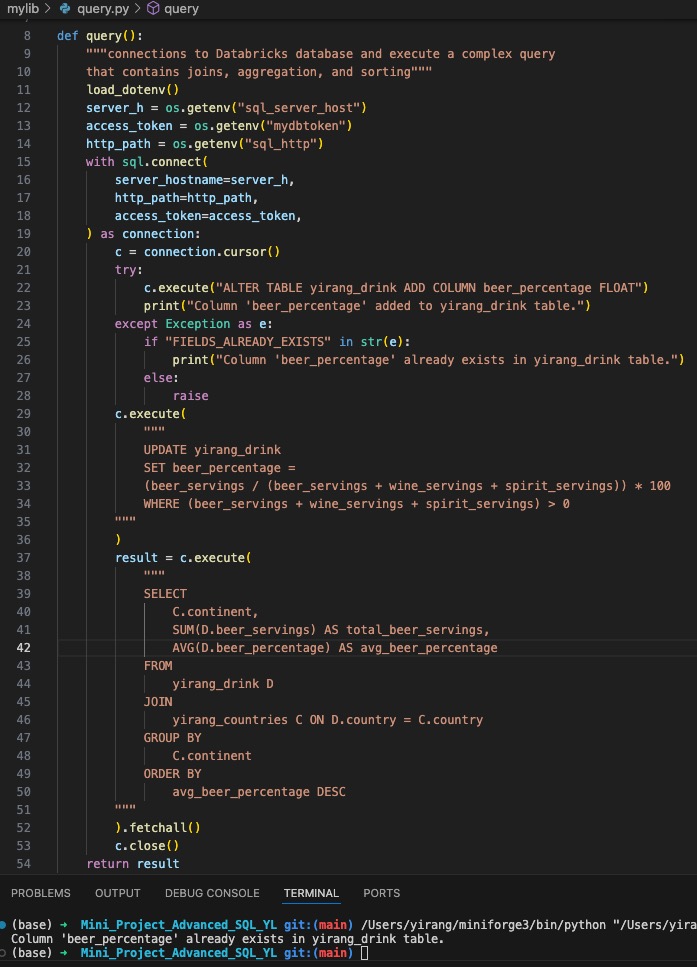 mylib > query.py > query
8 def query():
9 """connections to Databricks database and execute a complex query
10 that contains joins, aggregation, and sorting"""
11 load_dotenv()
12 server_h = os.getenv("sql_server_host")
13 access_token = os.getenv("mydbtoken")
14 http_path = os.getenv("sql_http")
15 with sql.connect(
16 server_hostname=server_h,
17 http_path=http_path,
18 access_token=access_token,
19 ) as connection:
20 c = connection.cursor()
21 try:
22 c.execute("ALTER TABLE yirang_drink ADD COLUMN beer_percentage FLOAT")
23 print("Column 'beer_percentage' added to yirang_drink table.")
24 except Exception as e:
25 if "FIELDS_ALREADY_EXISTS" in str(e):
26 print("Column 'beer_percentage' already exists in yirang_drink table.")
27 else:
28 raise
29 c.execute(
30 """
31 UPDATE yirang_drink
32 SET beer_percentage =
33 (beer_servings / (beer_servings + wine_servings + spirit_servings)) * 100
34 WHERE (beer_servings + wine_servings + spirit_servings) > 0
35 """
36 )
37 result = c.execute(
38 """
39 SELECT
40 C.continent,
41 SUM(D.beer_servings) AS total_beer_servings,
42 AVG(D.beer_percentage) AS avg_beer_percentage
43 FROM
44 yirang_drink D
45 JOIN
46 yirang_countries C ON D.country = C.country
47 GROUP BY
48 C.continent
49 ORDER BY
50 avg_beer_percentage DESC
51 """
52 ).fetchall()
53 c.close()
54 return result
PROBLEMS OUTPUT DEBUG CONSOLE TERMINAL PORTS
(base) → Mini_Project_Advanced_SQL_YL git:(main) /Users/yirang/miniforge3/bin/python "/Users/yira
Column 'beer_percentage' already exists in yirang_drink table.
(base) → Mini_Project_Advanced_SQL_YL git:(main)